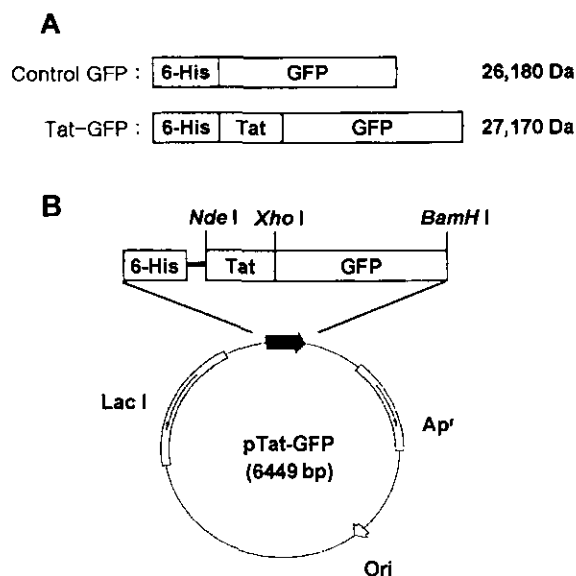 A
Control GFP : 6-His GFP 26,180 Da
Tat-GFP : 6-His Tat GFP 27,170 Da
B
Nde I Xho I BamH I
6-His Tat GFP
Lac I
Apʳ
pTat-GFP
(6449 bp)
Ori